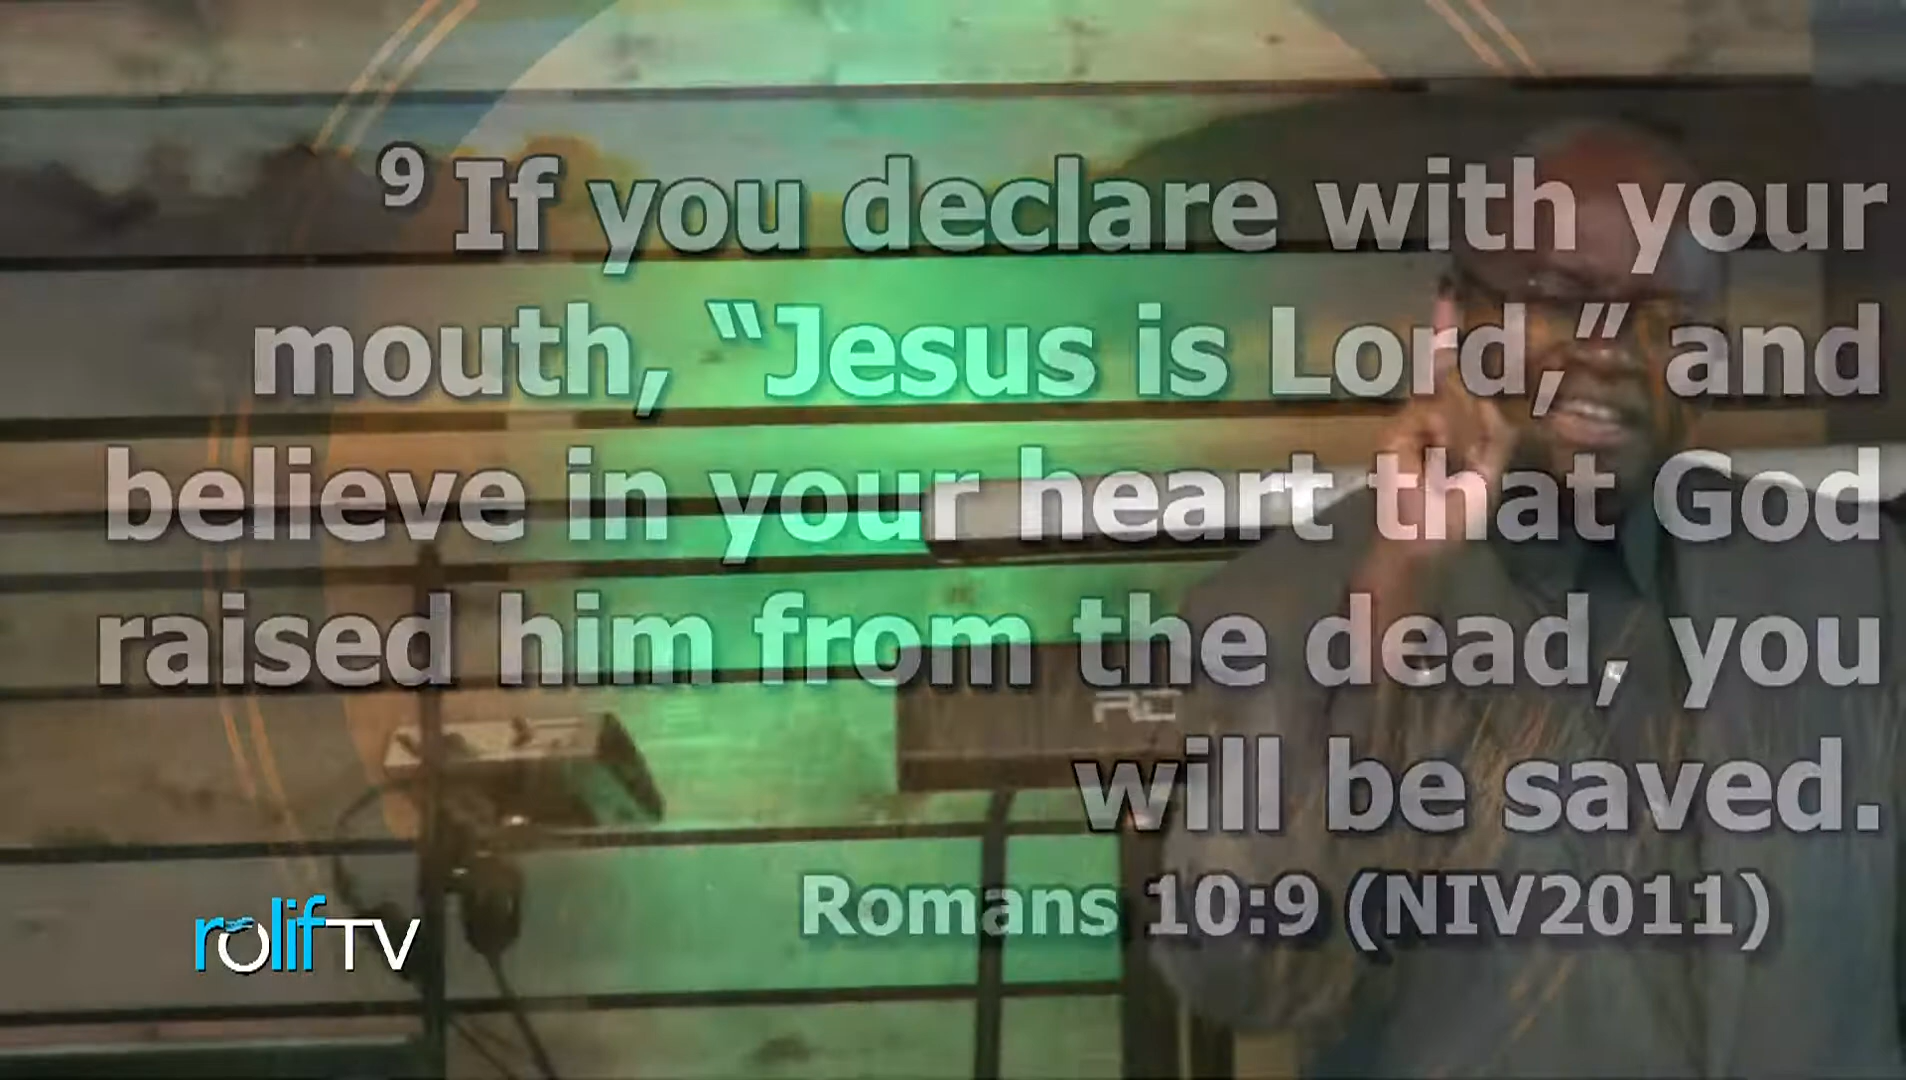 ⁹ If you declare with your
mouth, “Jesus is Lord,” and
believe in your heart that God
raised him from the dead, you
will be saved.
Romans 10:9 (NIV2011)
rolifTV
RC